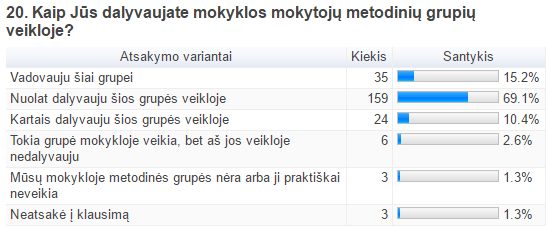 20. Kaip Jūs dalyvaujate mokyklos mokytojų metodinių grupių
veikloje?
Atsakymo variantai Kiekis Santykis
Vadovauju šiai grupei 35 15.2%
Nuolat dalyvauju šios grupės veikloje 159 69.1%
Kartais dalyvauju šios grupės veikloje 24 10.4%
Tokia grupė mokykloje veikia, bet aš jos veikloje
nedalyvauju 6 2.6%
Mūsų mokykloje metodinės grupės nėra arba ji praktiškai
neveikia 3 1.3%
Neatsakė į klausimą 3 1.3%